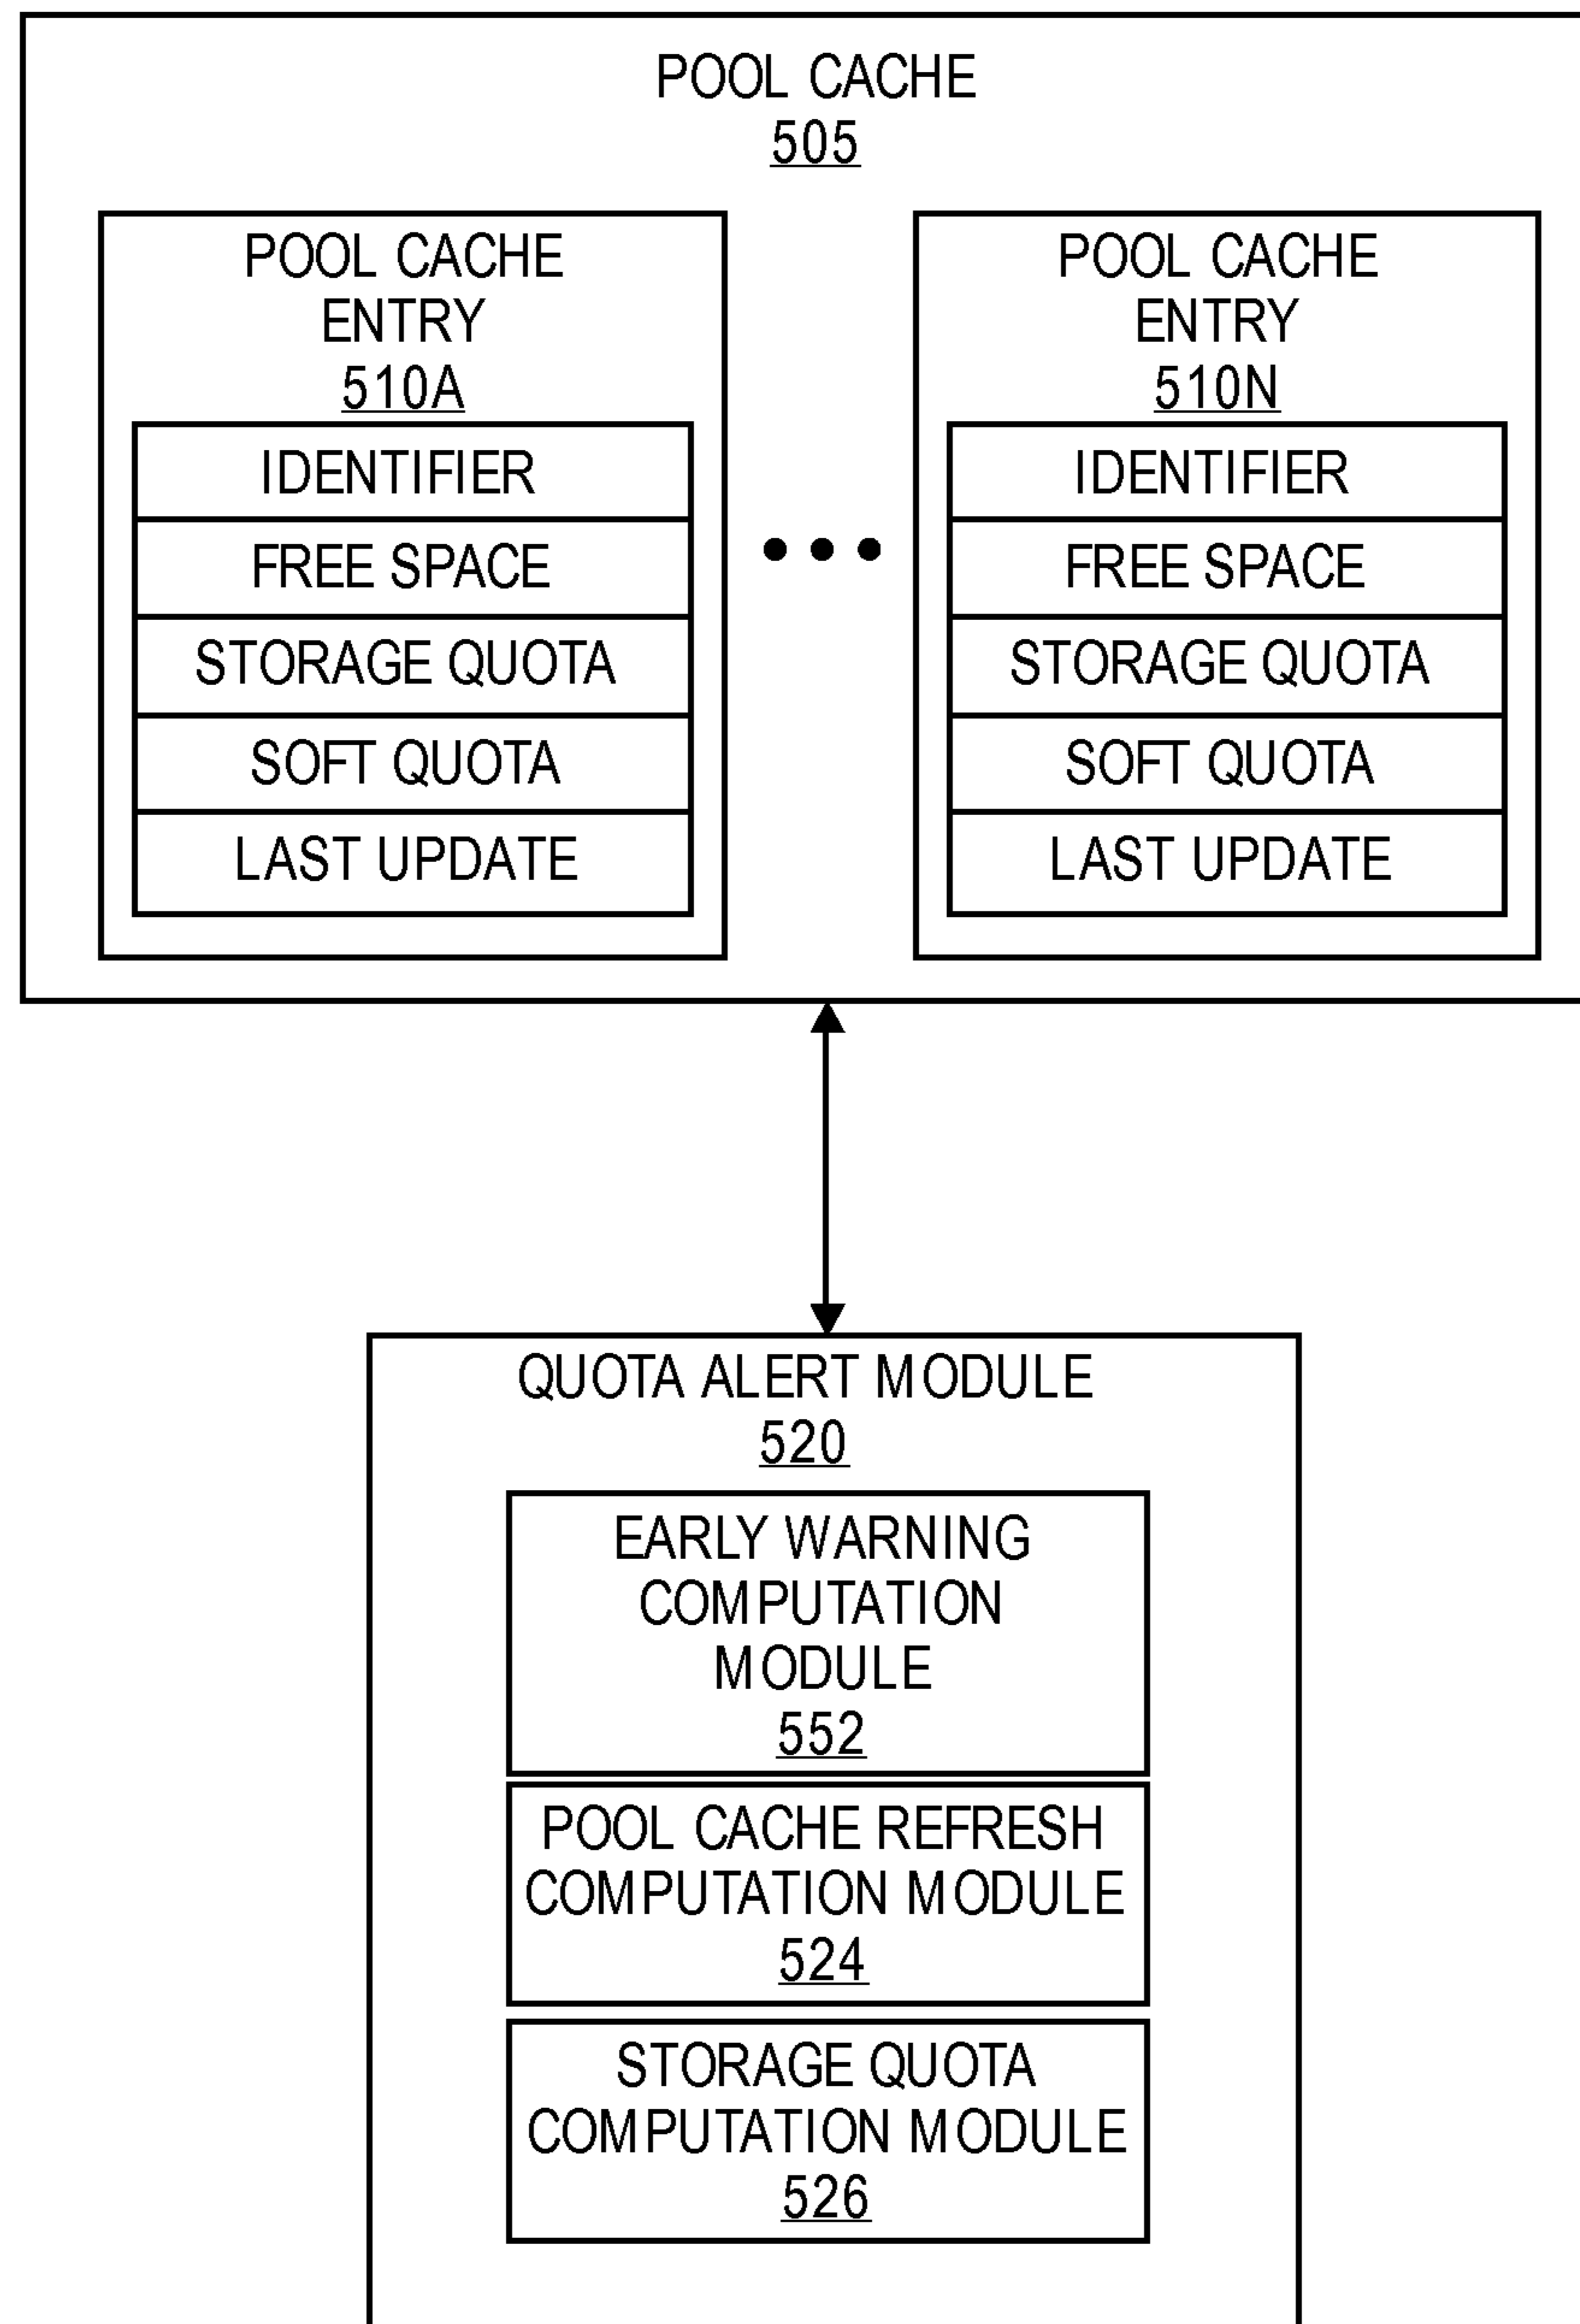 POOL CACHE
505
POOL CACHE
ENTRY
510A
IDENTIFIER
FREE SPACE
STORAGE QUOTA
SOFT QUOTA
LAST UPDATE
POOL CACHE
ENTRY
510N
IDENTIFIER
FREE SPACE
STORAGE QUOTA
SOFT QUOTA
LAST UPDATE
QUOTA ALERT MODULE
520
EARLY WARNING
COMPUTATION
MODULE
552
POOL CACHE REFRESH
COMPUTATION MODULE
524
STORAGE QUOTA
COMPUTATION MODULE
526